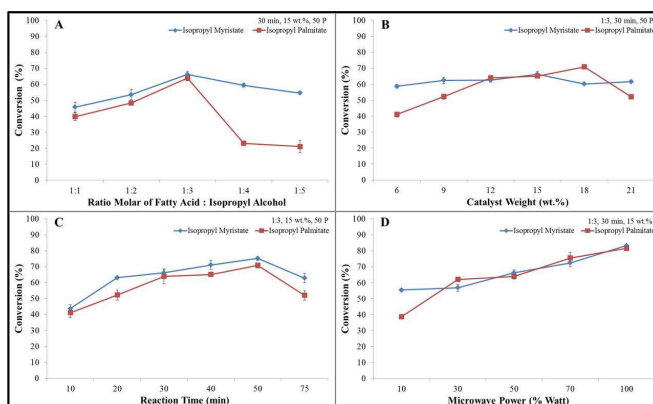 A
30 min, 15 wt.%, 50 P
Isopropyl Myristate
Isopropyl Palmitate
Conversion (%)
100
90
80
70
60
50
40
30
20
10
0
1:1 1:2 1:3 1:4 1:5
Ratio Molar of Fatty Acid : Isopropyl Alcohol
B
1:3, 30 min, 50 P
Isopropyl Myristate
Isopropyl Palmitate
Conversion (%)
100
90
80
70
60
50
40
30
20
10
0
6 9 12 15 18 21
Catalyst Weight (wt.%)
C
1:3, 15 wt.%, 50 P
Isopropyl Myristate
Isopropyl Palmitate
Conversion (%)
100
90
80
70
60
50
40
30
20
10
0
10 20 30 40 50 75
Reaction Time (min)
D
1:3, 30 min, 15 wt.%
Isopropyl Myristate
Isopropyl Palmitate
Conversion (%)
100
90
80
70
60
50
40
30
20
10
0
10 30 50 70 100
Microwave Power (% Watt)